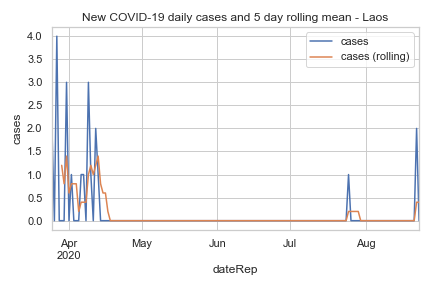 New COVID-19 daily cases and 5 day rolling mean - Laos
cases
cases (rolling)
4.0
3.5
3.0
2.5
2.0
1.5
1.0
0.5
0.0
cases
Apr
May
Jun
Jul
Aug
2020
dateRep